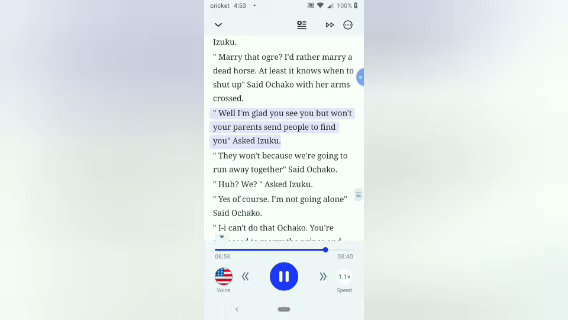 cricket 4:53 • 100%
Izuku.
" Marry that ogre? I'd rather marry a
dead horse. At least it knows when to
shut up" Said Ochako with her arms
crossed.
" Well I'm glad you see you but won't
your parents send people to find
you" Asked Izuku.
" They won't because we're going to
run away together" Said Ochako.
" Huh? We? " Asked Izuku.
" Yes of course. I'm not going alone"
Said Ochako.
" I-i can't do that Ochako. You're
06:56 08:40
1.1×
Voice Speed